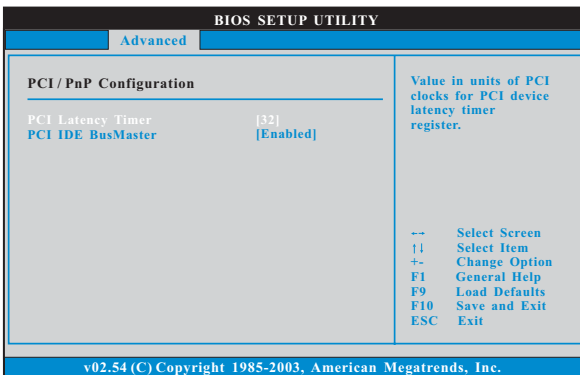 BIOS SETUP UTILITY
Advanced
PCI / PnP Configuration
PCI Latency Timer [32]
PCI IDE BusMaster [Enabled]
Value in units of PCI
clocks for PCI device
latency timer
register.
←→ Select Screen
↑↓ Select Item
+- Change Option
F1 General Help
F9 Load Defaults
F10 Save and Exit
ESC Exit
v02.54 (C) Copyright 1985-2003, American Megatrends, Inc.